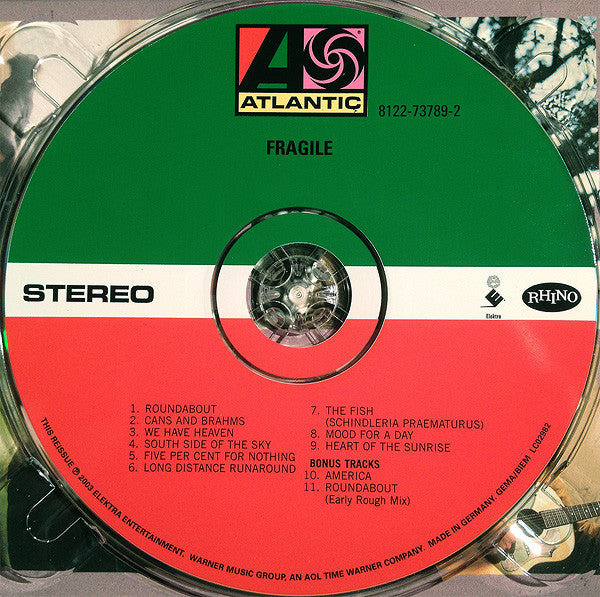 ATLANTIC
8122-73789-2
FRAGILE
STEREO
Elektra
RHINO
1. ROUNDABOUT
2. CANS AND BRAHMS
3. WE HAVE HEAVEN
4. SOUTH SIDE OF THE SKY
5. FIVE PER CENT FOR NOTHING
6. LONG DISTANCE RUNAROUND
7. THE FISH
(SCHINDLERIA PRAEMATURUS)
8. MOOD FOR A DAY
9. HEART OF THE SUNRISE
BONUS TRACKS
10. AMERICA
11. ROUNDABOUT
(Early Rough Mix)
THIS REISSUE ℗ 2003 ELEKTRA ENTERTAINMENT. WARNER MUSIC GROUP, AN AOL TIME WARNER COMPANY. MADE IN GERMANY. GEMA/BIEM LC02982